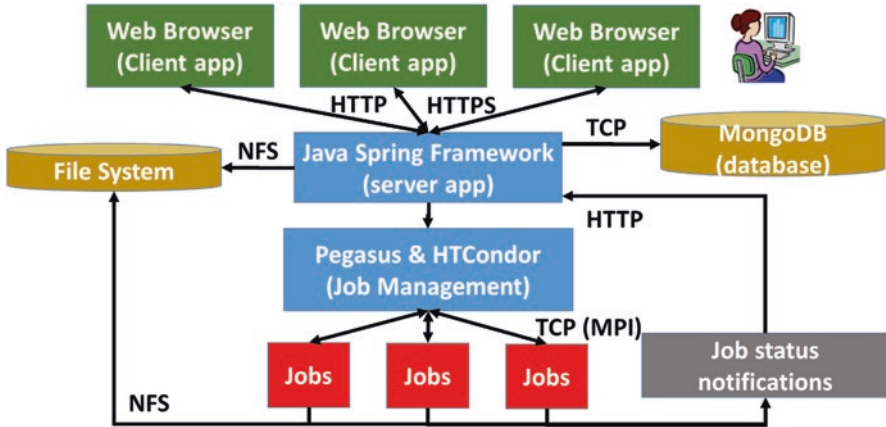 Web Browser
(Client app)
Web Browser
(Client app)
Web Browser
(Client app)
HTTP
HTTPS
NFS
TCP
File System
Java Spring Framework
(server app)
MongoDB
(database)
HTTP
Pegasus & HTCondor
(Job Management)
TCP (MPI)
Jobs
Jobs
Jobs
Job status
notifications
NFS